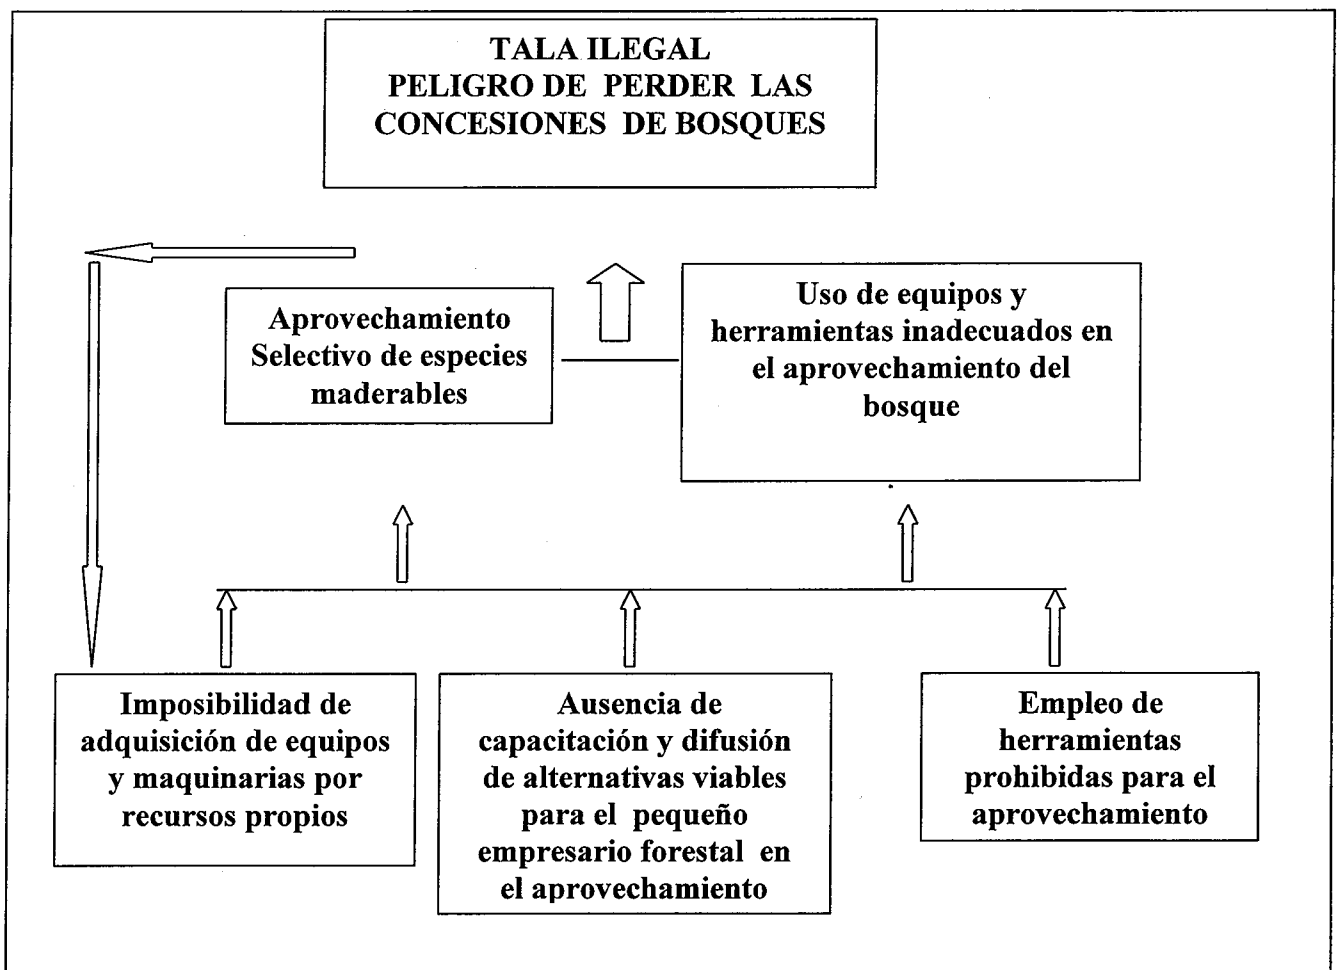 TALA ILEGAL
PELIGRO DE PERDER LAS
CONCESIONES DE BOSQUES
Aprovechamiento
Selectivo de especies
maderables
Uso de equipos y
herramientas inadecuados en
el aprovechamiento del
bosque
Imposibilidad de
adquisición de equipos
y maquinarias por
recursos propios
Ausencia de
capacitación y difusión
de alternativas viables
para el pequeño
empresario forestal en
el aprovechamiento
Empleo de
herramientas
prohibidas para el
aprovechamiento